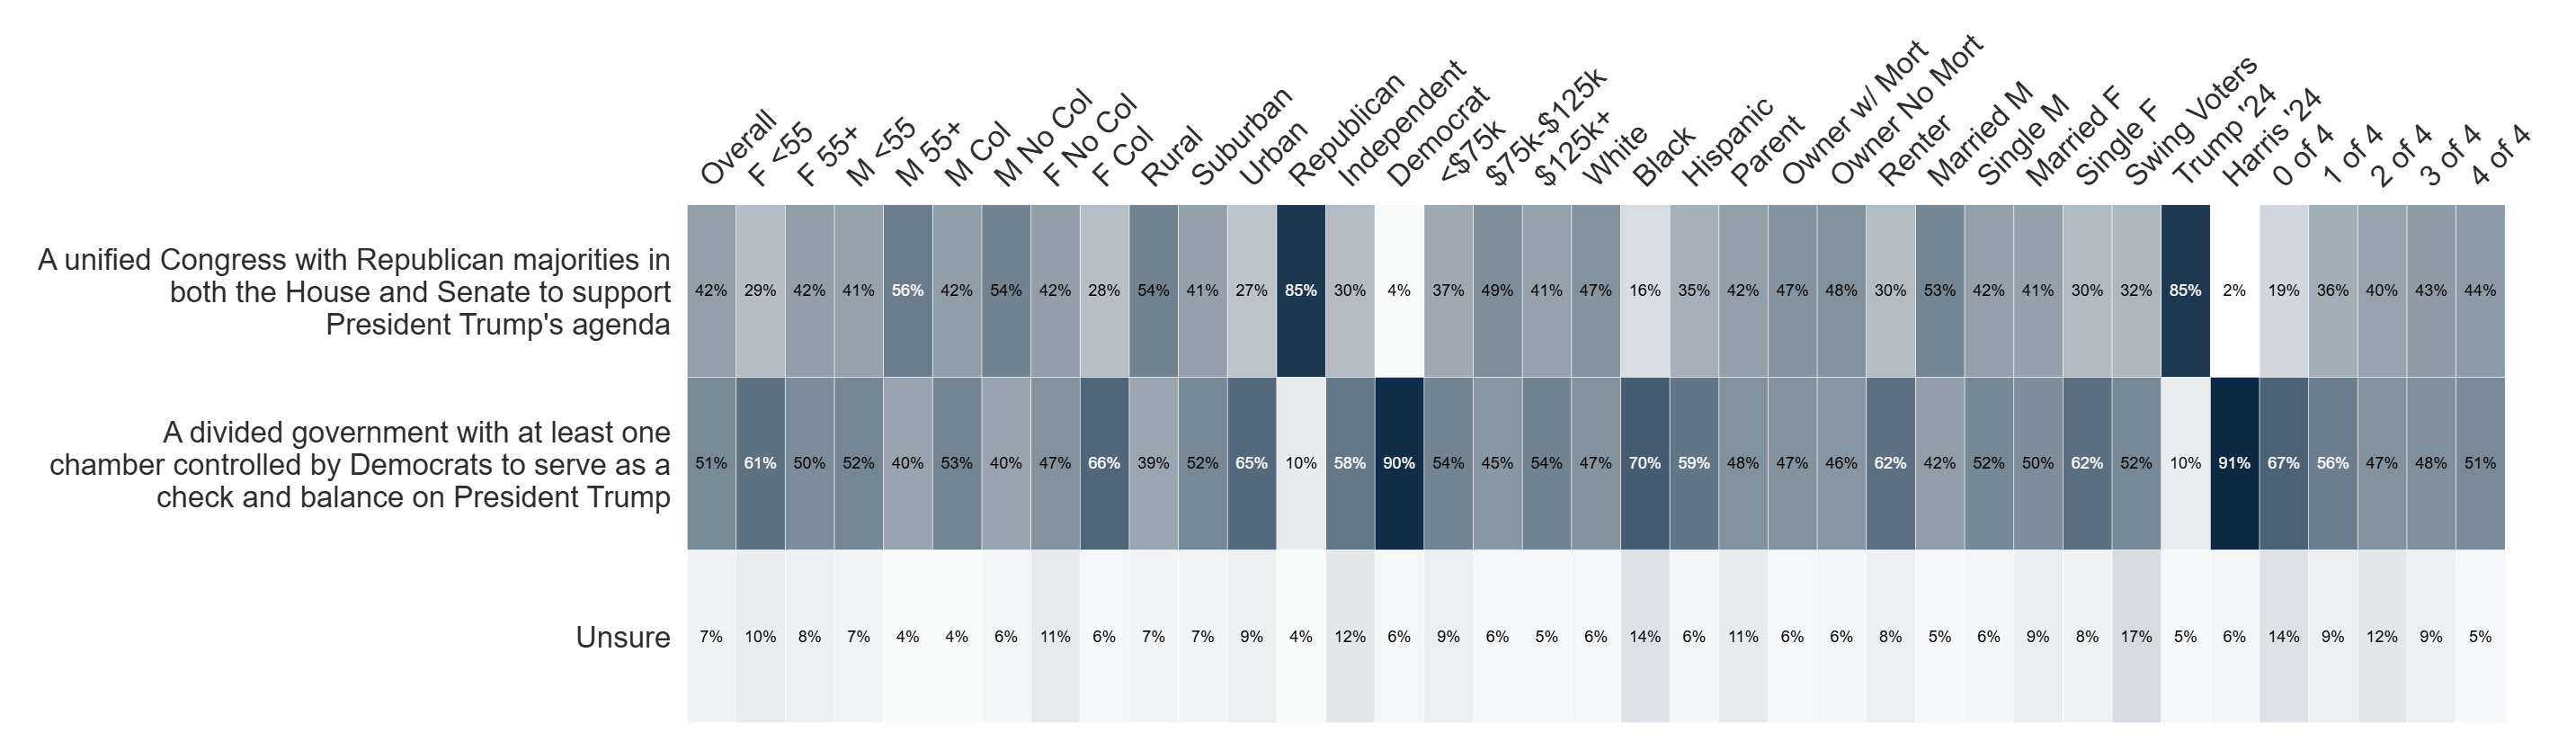 Overall F <55 F 55+ M <55 M 55+ M Col M No Col F No Col F Col Rural Suburban Urban Republican Independent Democrat <$75k $75k-$125k $125k+ White Black Hispanic Parent Owner w/ Mort Owner No Mort Renter Married M Single M Married F Single F Swing Voters Trump '24 Harris '24 0 of 4 1 of 4 2 of 4 3 of 4 4 of 4
A unified Congress with Republican majorities in
both the House and Senate to support
President Trump's agenda
42% 29% 42% 41% 56% 42% 54% 42% 28% 54% 41% 27% 85% 30% 4% 37% 49% 41% 47% 16% 35% 42% 47% 48% 30% 53% 42% 41% 30% 32% 85% 2% 19% 36% 40% 43% 44%
A divided government with at least one
chamber controlled by Democrats to serve as a
check and balance on President Trump
51% 61% 50% 52% 40% 53% 40% 47% 66% 39% 52% 65% 10% 58% 90% 54% 45% 54% 47% 70% 59% 48% 47% 46% 62% 42% 52% 50% 62% 52% 10% 91% 67% 56% 47% 48% 51%
Unsure
7% 10% 8% 7% 4% 4% 6% 11% 6% 7% 7% 9% 4% 12% 6% 9% 6% 5% 6% 14% 6% 11% 6% 6% 8% 5% 6% 9% 8% 17% 5% 6% 14% 9% 12% 9% 5%